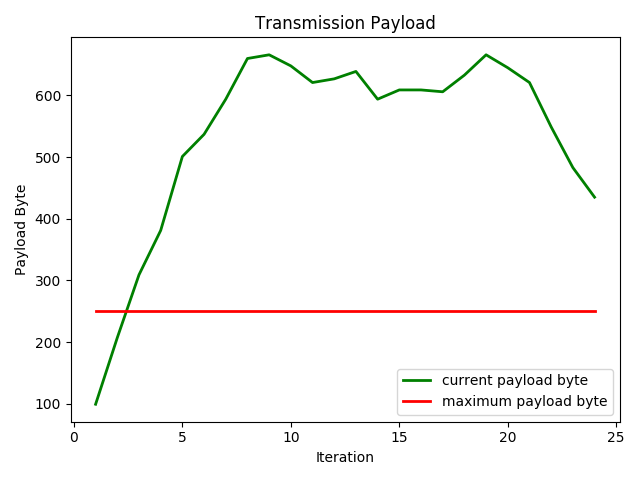 Transmission Payload
Payload Byte
600
500
400
300
200
100
current payload byte
maximum payload byte
0
5
10
15
20
25
Iteration